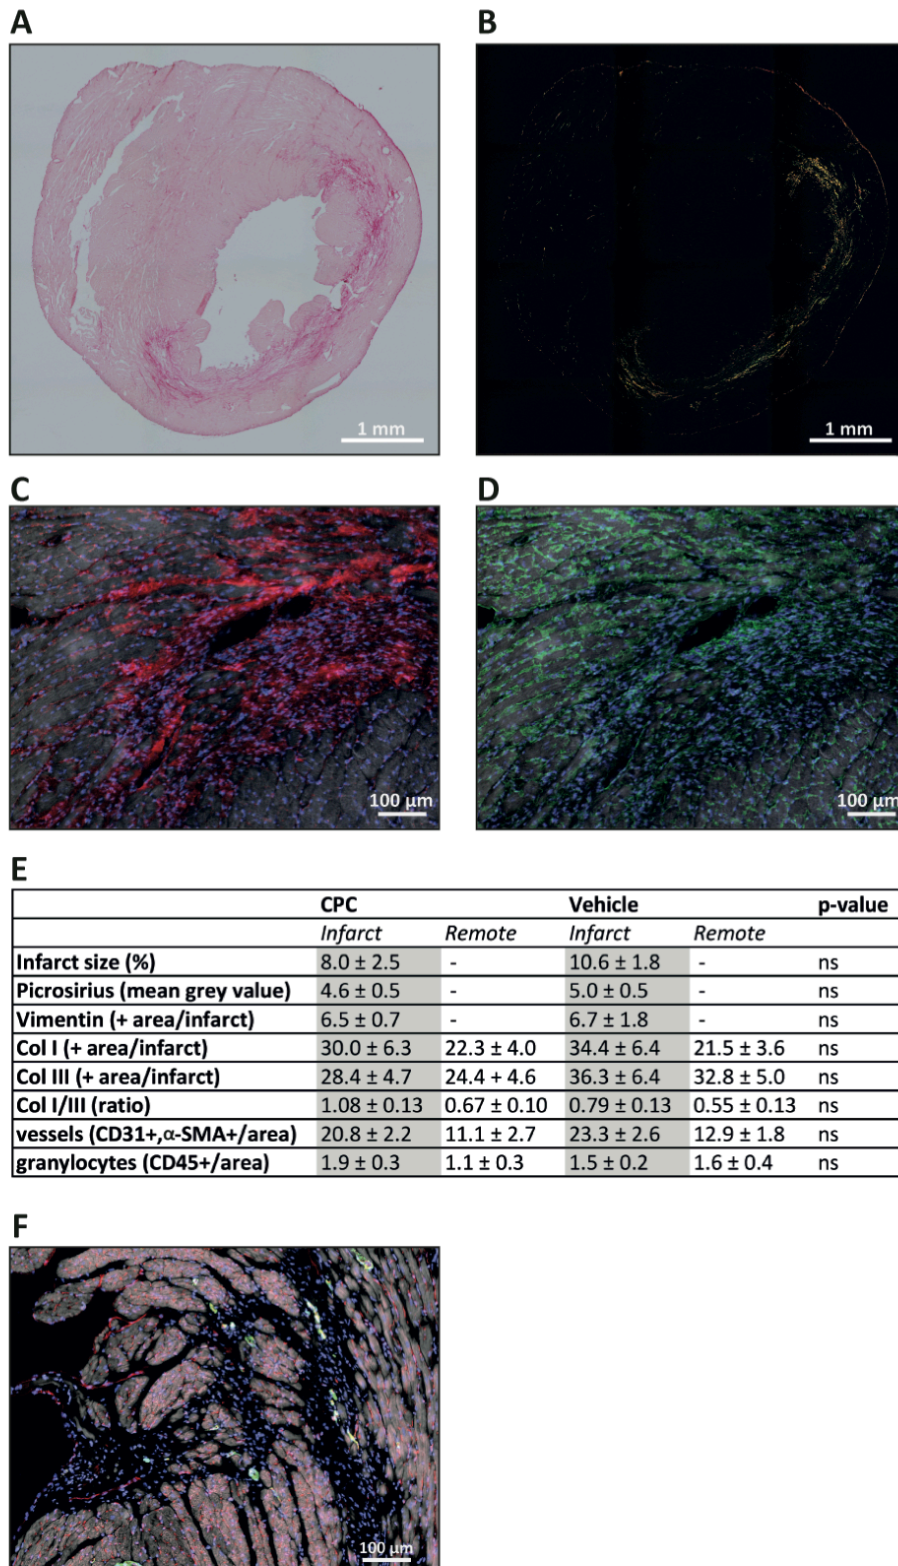 A
B
1 mm
1 mm
C
D
100 µm
100 µm
E
CPC Vehicle p-value
Infarct Remote Infarct Remote
Infarct size (%) 8.0 ± 2.5 - 10.6 ± 1.8 - ns
Picrosirius (mean grey value) 4.6 ± 0.5 - 5.0 ± 0.5 - ns
Vimentin (+ area/infarct) 6.5 ± 0.7 - 6.7 ± 1.8 - ns
Col I (+ area/infarct) 30.0 ± 6.3 22.3 ± 4.0 34.4 ± 6.4 21.5 ± 3.6 ns
Col III (+ area/infarct) 28.4 ± 4.7 24.4 + 4.6 36.3 ± 6.4 32.8 ± 5.0 ns
Col I/III (ratio) 1.08 ± 0.13 0.67 ± 0.10 0.79 ± 0.13 0.55 ± 0.13 ns
vessels (CD31+,α-SMA+/area) 20.8 ± 2.2 11.1 ± 2.7 23.3 ± 2.6 12.9 ± 1.8 ns
granylocytes (CD45+/area) 1.9 ± 0.3 1.1 ± 0.3 1.5 ± 0.2 1.6 ± 0.4 ns
F
100 µm